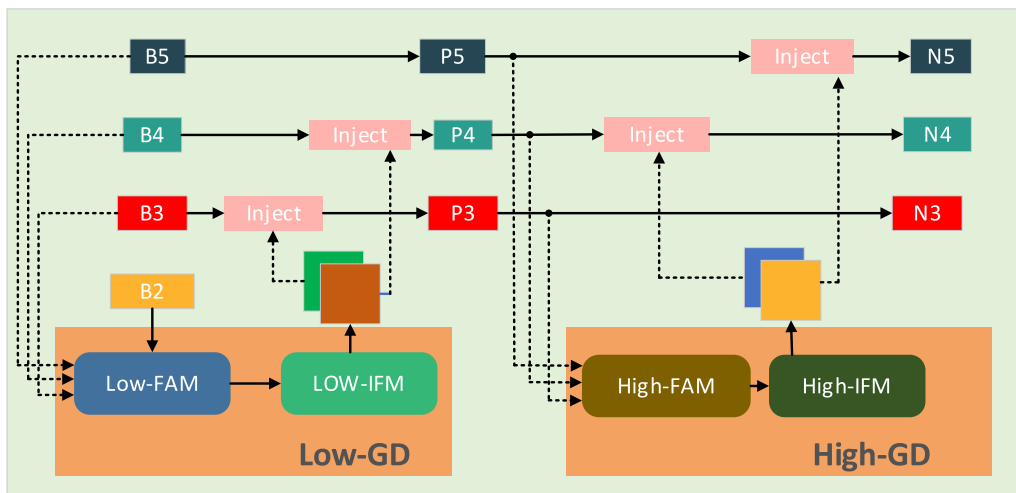 B5 P5 Inject N5
B4 Inject P4 Inject N4
B3 Inject P3 N3
B2
Low-FAM LOW-IFM High-FAM High-IFM
Low-GD High-GD